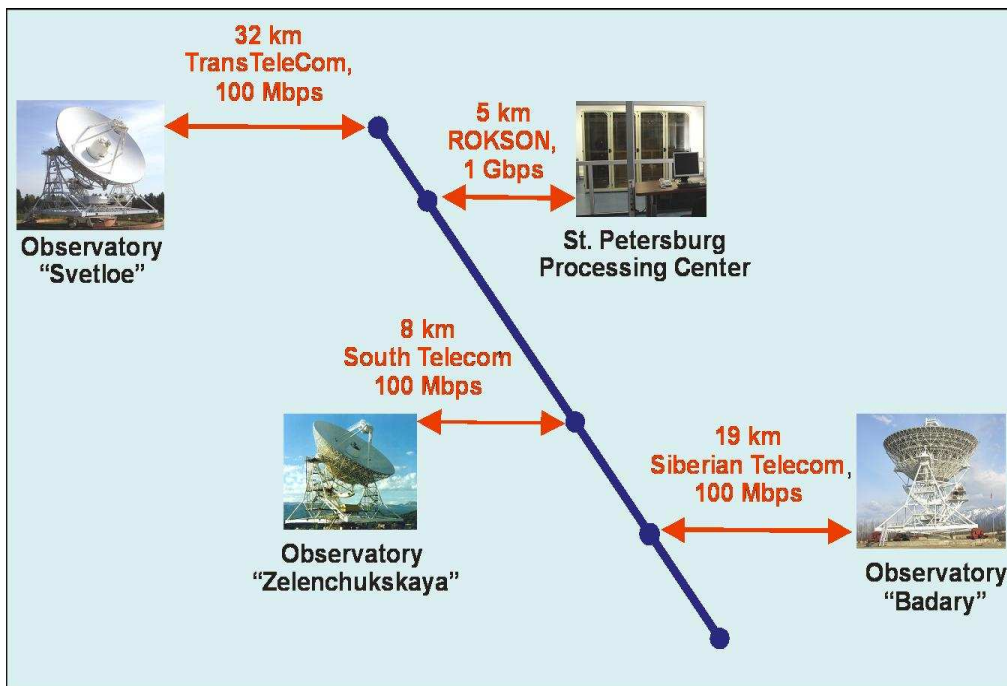 32 km
TransTeleCom,
100 Mbps
5 km
ROKSON,
1 Gbps
Observatory
“Svetloe”
St. Petersburg
Processing Center
8 km
South Telecom
100 Mbps
19 km
Siberian Telecom,
100 Mbps
Observatory
“Zelenchukskaya”
Observatory
“Badary”